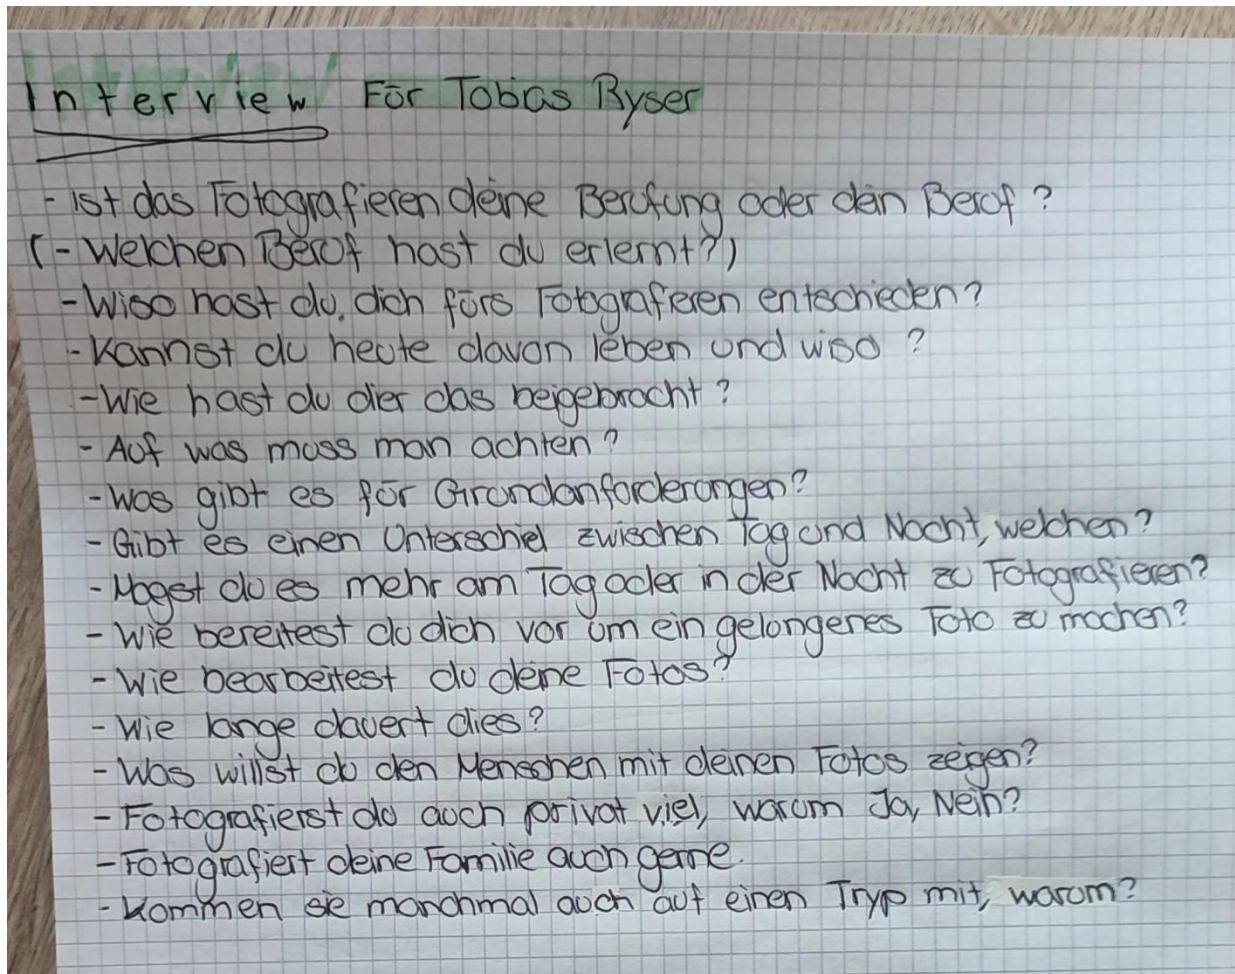 Interview Für Tobias Ryser
- Ist das Fotografieren deine Berufung oder dein Beruf?
(- Welchen Beruf hast du erlernt?)
- Wiso hast du, dich fürs Fotografieren entschieden?
- Kannst du heute davon leben und wiso?
- Wie hast du dier das beigebracht?
- Auf was muss man achten?
- Was gibt es für Grundanforderungen?
- Gibt es einen Unterschied zwischen Tag und Nacht, welchen?
- Magst du es mehr am Tag oder in der Nacht zu Fotografieren?
- Wie bereitest du dich vor um ein gelungenes Foto zu machen?
- Wie bearbeitest du deine Fotos?
- Wie lange dauert dies?
- Was willst du den Menschen mit deinen Fotos zeigen?
- Fotografierst du auch privat viel, warum Ja, Nein?
- Fotografiert deine Familie auch gerne.
- Kommen sie manchmal auch auf einen Tryp mit, warum?